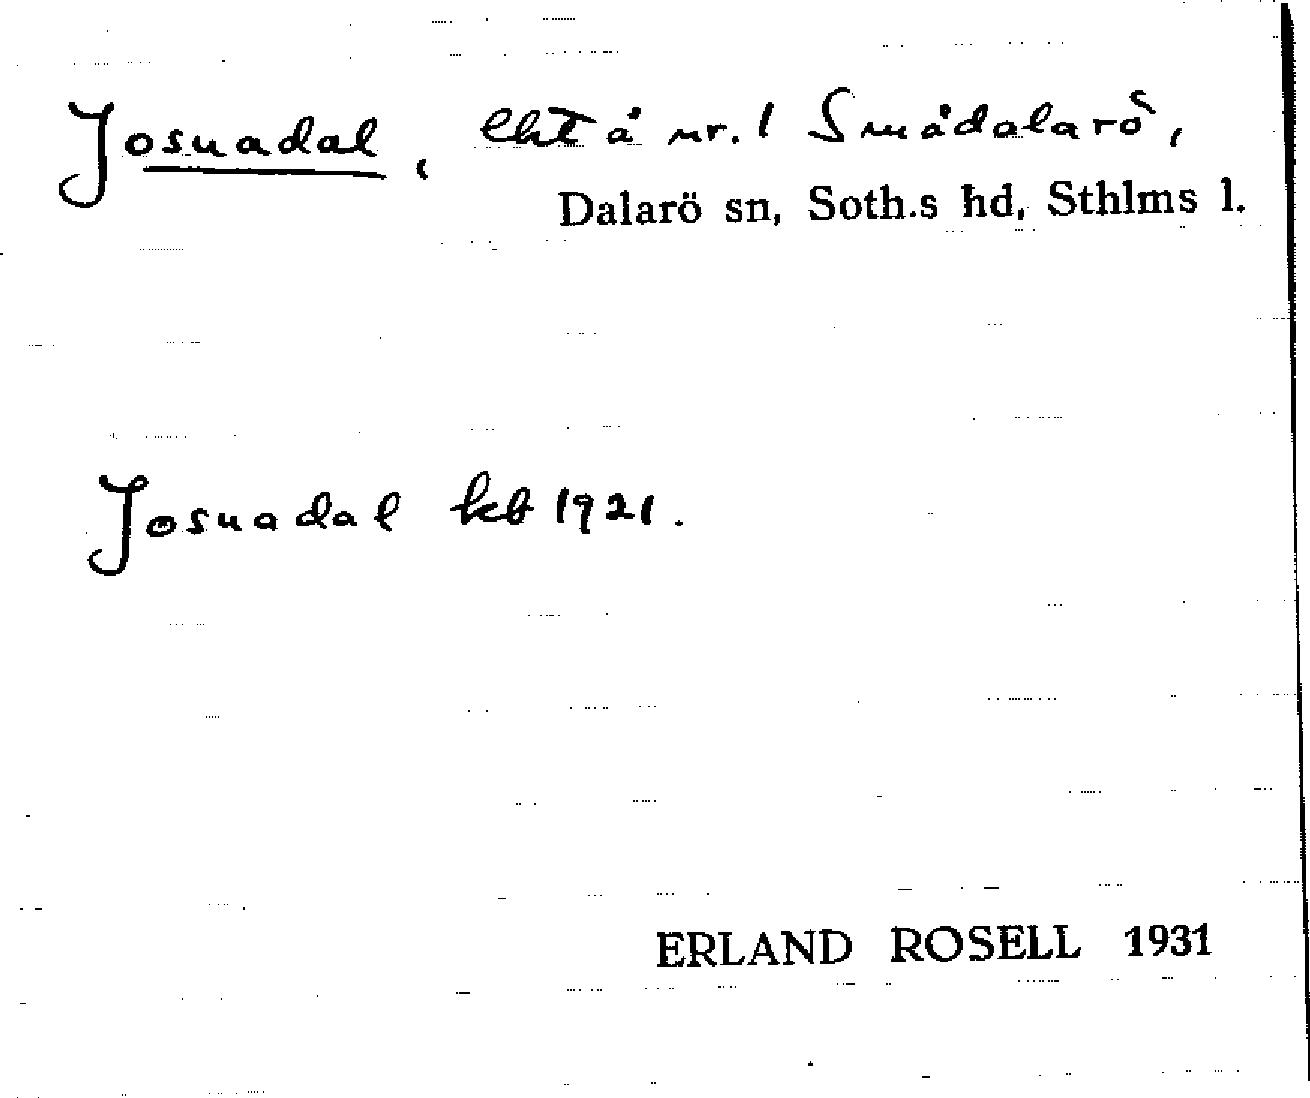 Josuadal, lht å nr. 1 Smådalarö,
Dalarö sn, Soth.s hd, Sthlms l.
Josuadal kb 1921.
ERLAND ROSELL 1931